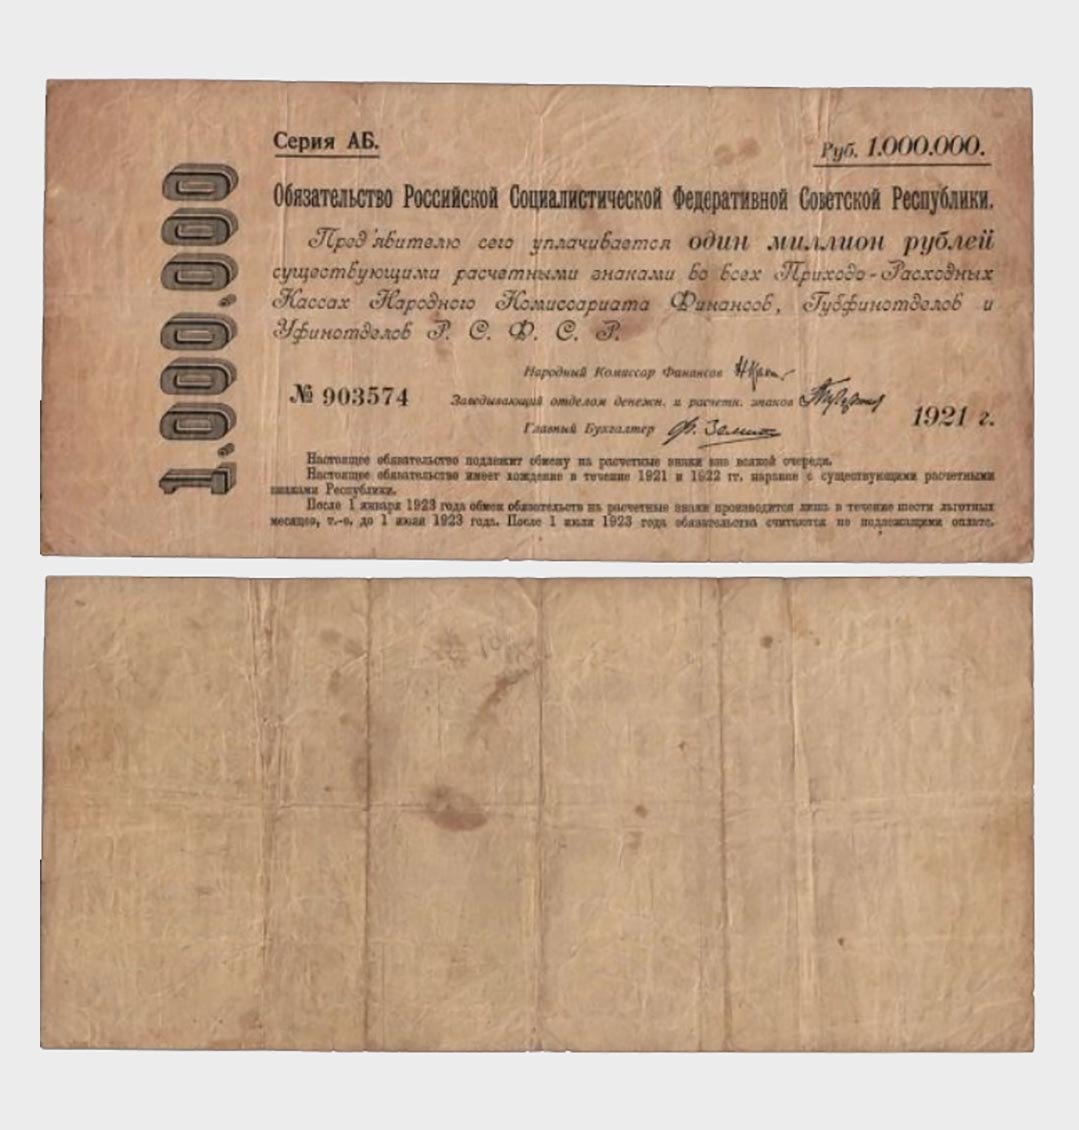 Серия АБ.
Руб. 1.000.000.
1.000.000
Обязательство Российской Социалистической Федеративной Советской Республики.
Пред'явителю сего уплачивается один миллион рублей
существующими расчетными знаками во всех Приходо-Расходных
Кассах Народного Комиссариата Финансов, Губфинотделов и
Уфинотделов Р. С. Ф. С. Р.
Народный Комиссар Финансов
№ 903574
Заведывающий отделом денежн. и расчетн. знаков
1921 г.
Главный Бухгалтер
Настоящее обязательство подлежит обмену на расчетные знаки вне всякой очереди.
Настоящее обязательство имеет хождение в течение 1921 и 1922 гг. наравне с существующими расчетными
знаками Республики.
После 1 января 1923 года обмен обязательств на расчетные знаки производится лишь в течение шести льготных
месяцев, т.-е. до 1 июля 1923 года. После 1 июля 1923 года обязательства считаются не подлежащими оплате.